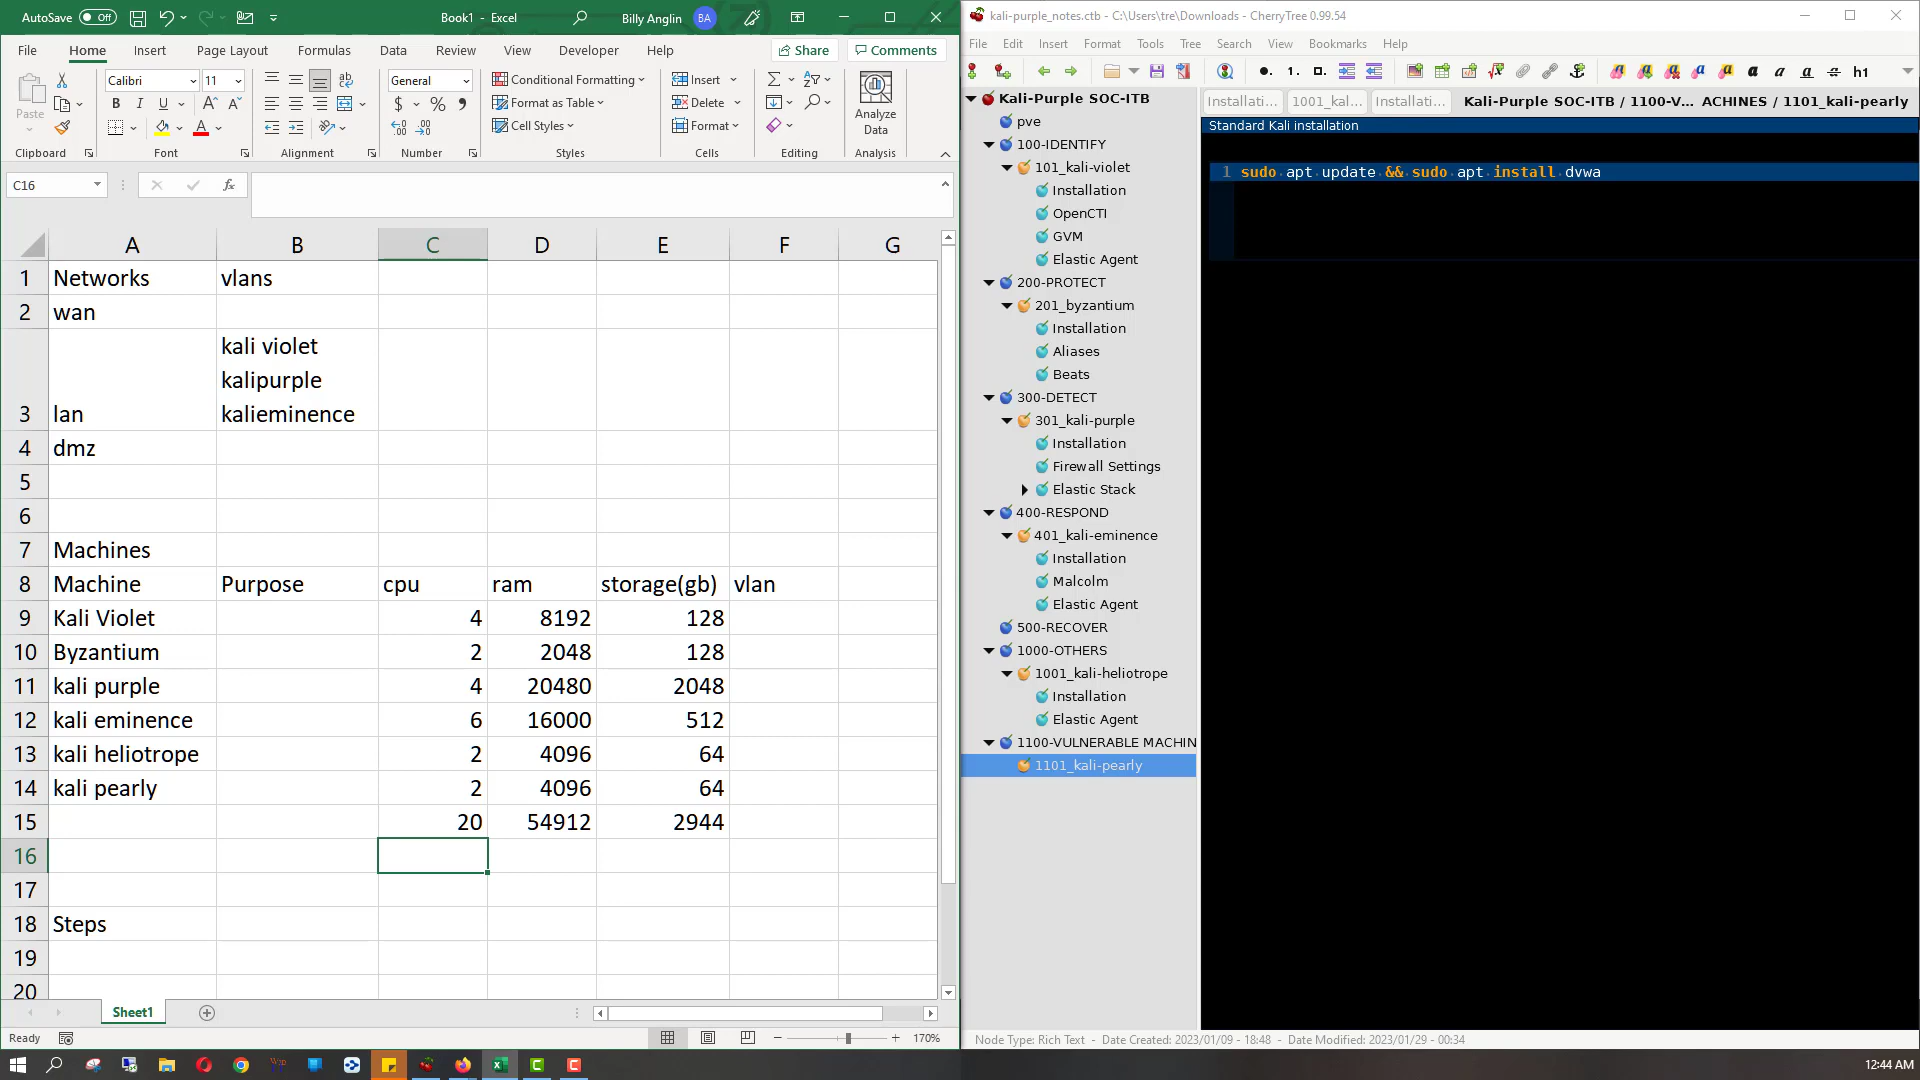 AutoSave Off
Book1 - Excel
Billy Anglin BA
File Home Insert Page Layout Formulas Data Review View Developer Help Share Comments
Paste
Calibri 11
General
Conditional Formatting
Format as Table
Cell Styles
Insert
Delete
Format
Analyze Data
Clipboard Font Alignment Number Styles Cells Editing Analysis
C16
fx
A B C D E F G
1 Networks vlans
2 wan
kali violet
kalipurple
3 lan kalieminence
4 dmz
5
6
7 Machines
8 Machine Purpose cpu ram storage(gb) vlan
9 Kali Violet 4 8192 128
10 Byzantium 2 2048 128
11 kali purple 4 20480 2048
12 kali eminence 6 16000 512
13 kali heliotrope 2 4096 64
14 kali pearly 2 4096 64
15 20 54912 2944
16
17
18 Steps
19
20
Sheet1
Ready
170%
kali-purple_notes.ctb - C:\Users\tre\Downloads - CherryTree 0.99.54
File Edit Insert Format Tools Tree Search View Bookmarks Help
h1
Kali-Purple SOC-ITB
pve
100-IDENTIFY
101_kali-violet
Installation
OpenCTI
GVM
Elastic Agent
200-PROTECT
201_byzantium
Installation
Aliases
Beats
300-DETECT
301_kali-purple
Installation
Firewall Settings
Elastic Stack
400-RESPOND
401_kali-eminence
Installation
Malcolm
Elastic Agent
500-RECOVER
1000-OTHERS
1001_kali-heliotrope
Installation
Elastic Agent
1100-VULNERABLE MACHIN
1101_kali-pearly
Installati... 1001_kal... Installati... Kali-Purple SOC-ITB / 1100-V... ACHINES / 1101_kali-pearly
Standard Kali installation
1 sudo apt update && sudo apt install dvwa
Node Type: Rich Text - Date Created: 2023/01/09 - 18:48 - Date Modified: 2023/01/29 - 00:34
12:44 AM